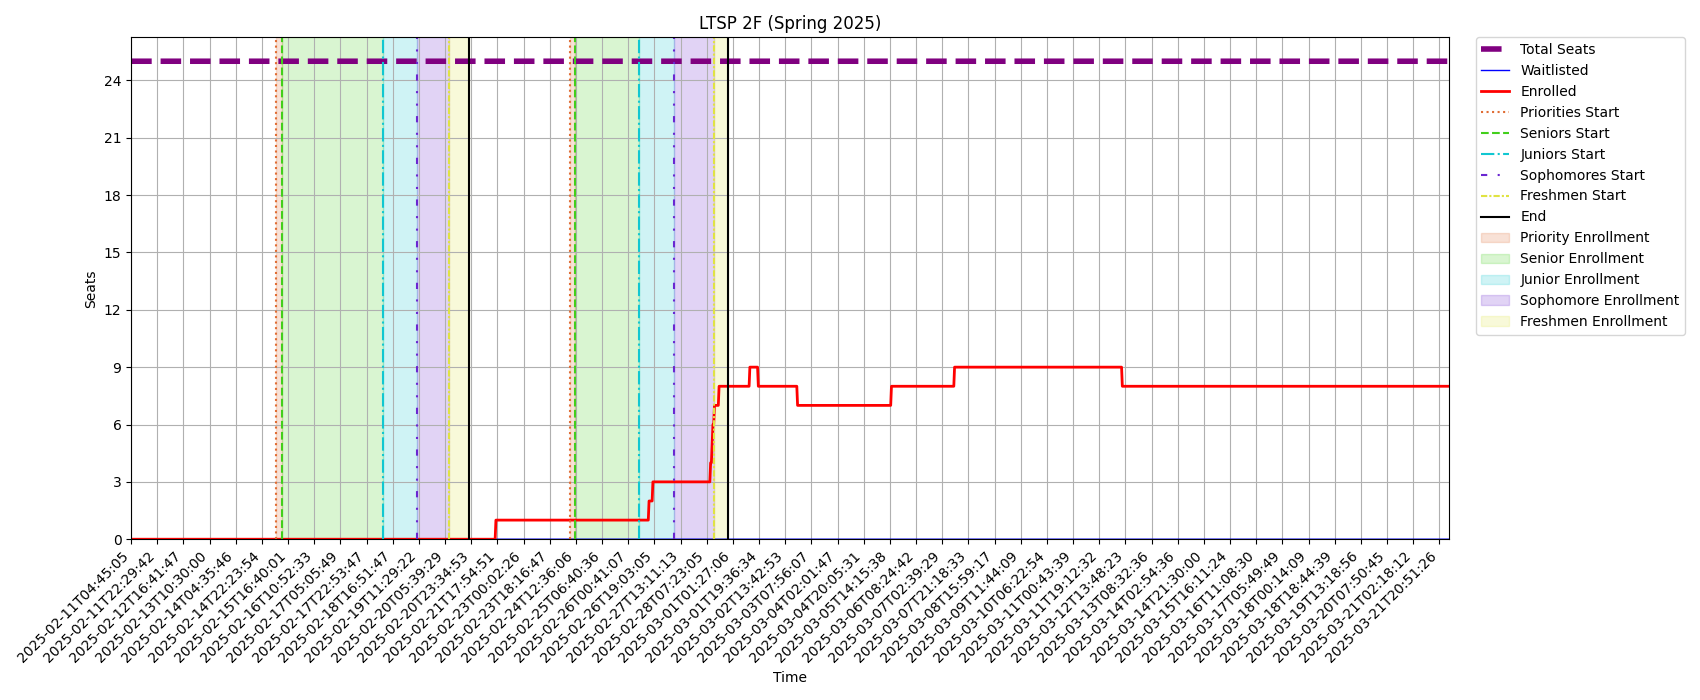 LTSP 2F (Spring 2025)
Total Seats
Waitlisted
Enrolled
Priorities Start
Seniors Start
Juniors Start
Sophomores Start
Freshmen Start
End
Priority Enrollment
Senior Enrollment
Junior Enrollment
Sophomore Enrollment
Freshmen Enrollment
Seats
24
21
18
15
12
9
6
3
0
2025-02-11T04:45:05
2025-02-11T22:29:42
2025-02-12T16:41:47
2025-02-13T10:30:00
2025-02-14T04:35:46
2025-02-14T22:23:54
2025-02-15T16:40:01
2025-02-16T10:52:33
2025-02-17T05:05:49
2025-02-17T22:53:47
2025-02-18T16:51:47
2025-02-19T11:29:22
2025-02-20T05:39:29
2025-02-20T23:34:53
2025-02-21T17:54:51
2025-02-23T00:02:26
2025-02-23T18:16:47
2025-02-24T12:36:06
2025-02-25T06:40:36
2025-02-26T00:41:07
2025-02-26T19:03:05
2025-02-27T13:11:13
2025-02-28T07:23:05
2025-03-01T01:27:06
2025-03-01T19:36:34
2025-03-02T13:42:53
2025-03-03T07:56:07
2025-03-04T02:01:47
2025-03-04T20:05:31
2025-03-05T14:15:38
2025-03-06T08:24:42
2025-03-07T02:39:29
2025-03-07T21:18:33
2025-03-08T15:59:17
2025-03-09T11:44:09
2025-03-10T06:22:54
2025-03-11T00:43:39
2025-03-11T19:12:32
2025-03-12T13:48:23
2025-03-13T08:32:36
2025-03-14T02:54:36
2025-03-14T21:30:00
2025-03-15T16:11:24
2025-03-16T11:08:30
2025-03-17T05:49:49
2025-03-18T00:14:09
2025-03-18T18:44:39
2025-03-19T13:18:56
2025-03-20T07:50:45
2025-03-21T02:18:12
2025-03-21T20:51:26
Time